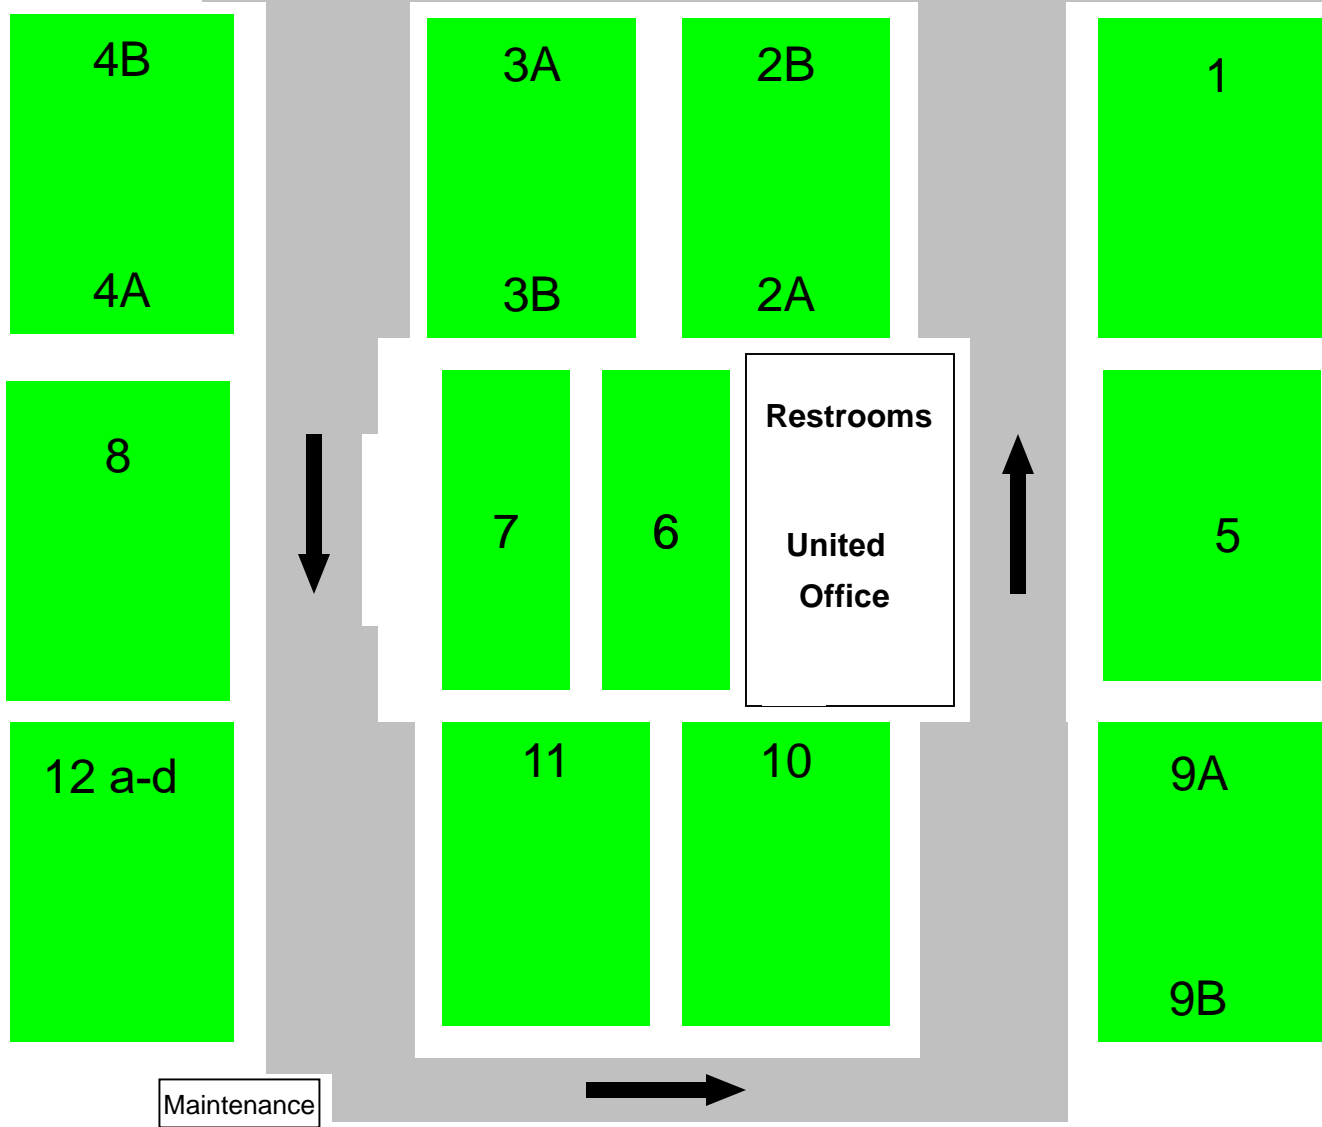 4B
3A
2B
1
4A
3B
2A
8
7
6
Restrooms
United
Office
5
12 a-d
11
10
9A
9B
Maintenance